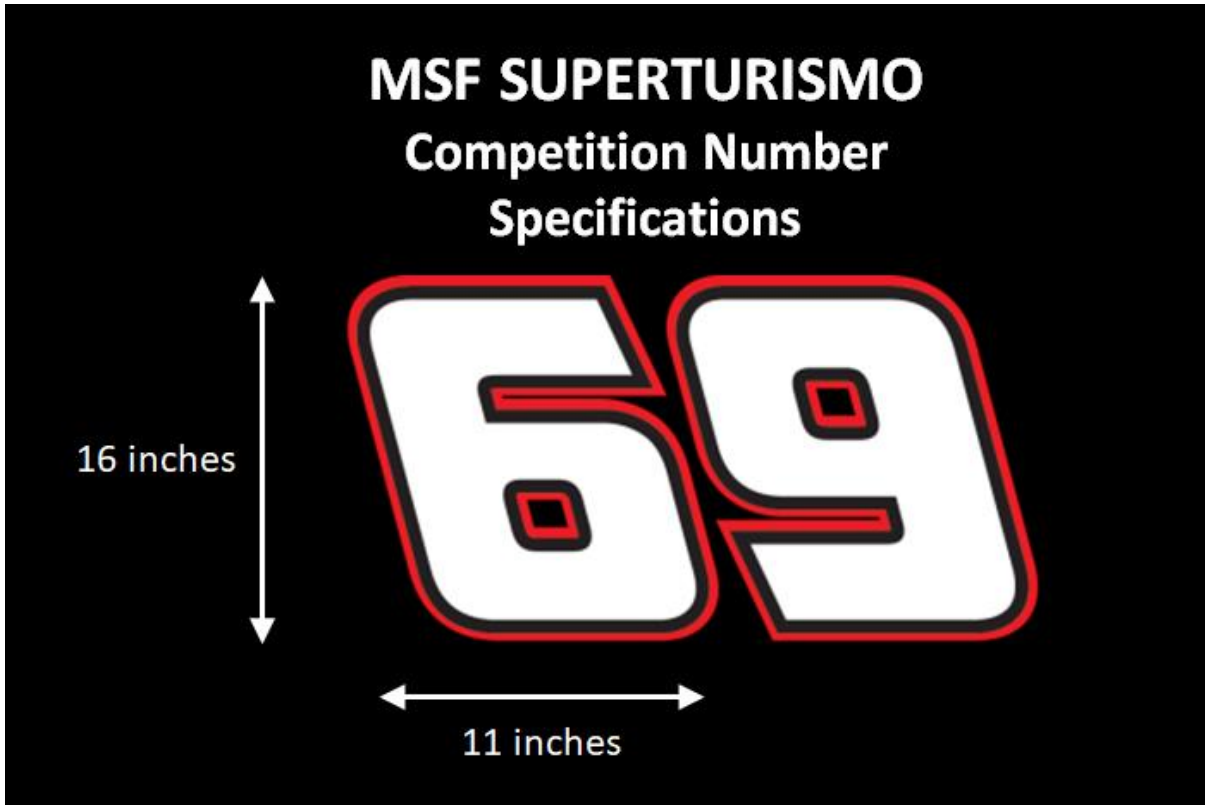 MSF SUPERTURISMO
Competition Number
Specifications
69
16 inches
11 inches